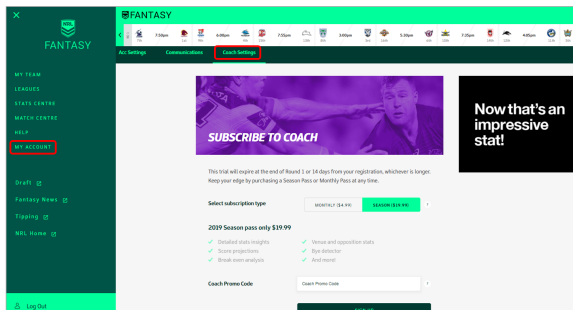 NRL
FANTASY
MY TEAM
LEAGUES
STATS CENTRE
MATCH CENTRE
HELP
MY ACCOUNT
Draft
Fantasy News
Tipping
NRL Home
Log Out
FANTASY
7:50pm
6:00pm
7:55pm
3:00pm
5:30pm
7:35pm
4:05pm
Acc Settings Communications Coach Settings
SUBSCRIBE TO COACH
This trial will expire at the end of Round 1 or 14 days from your registration, whichever is longer.
Keep your edge by purchasing a Season Pass or Monthly Pass at any time.
Select subscription type
MONTHLY ($4.99) SEASON ($19.99)
2019 Season pass only $19.99
Detailed stats insights
Venue and opposition stats
Score projections
Bye detector
Break even analysis
And more!
Coach Promo Code
Coach Promo Code
Now that's an
impressive
stat!